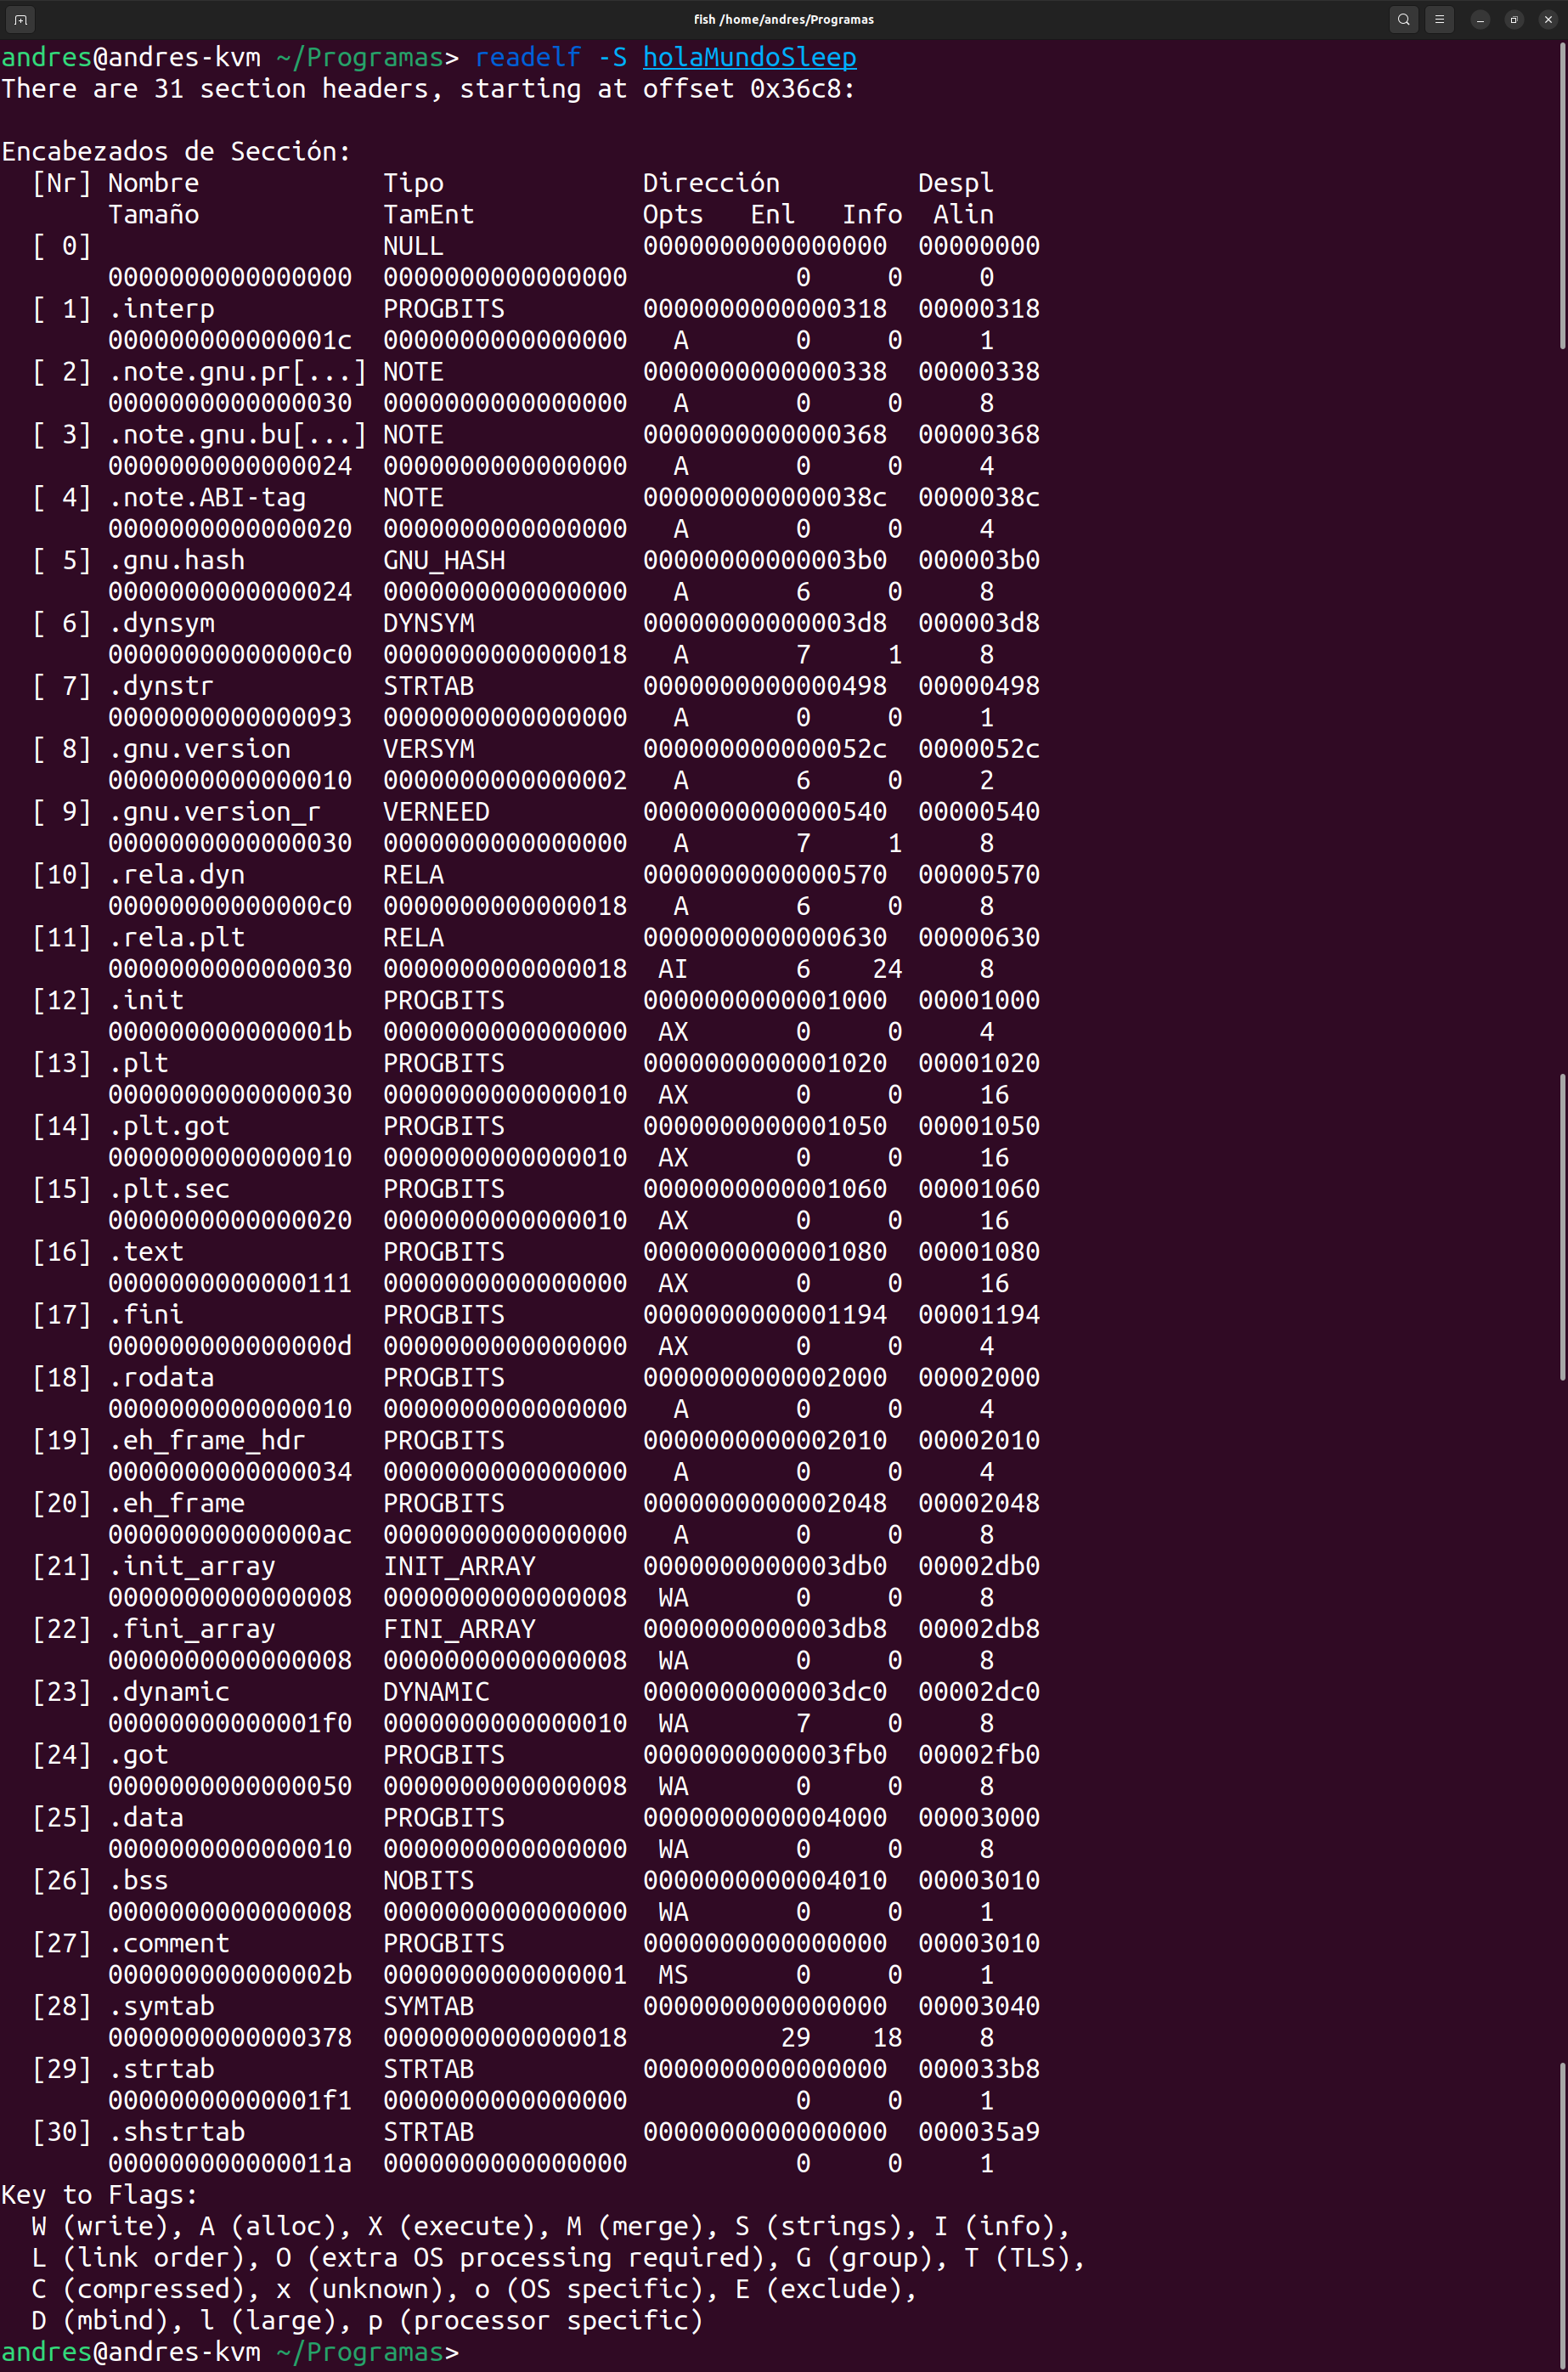 fish /home/andres/Programas
andres@andres-kvm ~/Programas> readelf -S holaMundoSleep
There are 31 section headers, starting at offset 0x36c8:

Encabezados de Sección:
  [Nr] Nombre            Tipo             Dirección         Despl
       Tamaño            TamEnt           Opts   Enl   Info  Alin
  [ 0]                   NULL             0000000000000000  00000000
       0000000000000000  0000000000000000           0     0     0
  [ 1] .interp           PROGBITS         0000000000000318  00000318
       000000000000001c  0000000000000000   A       0     0     1
  [ 2] .note.gnu.pr[...] NOTE             0000000000000338  00000338
       0000000000000030  0000000000000000   A       0     0     8
  [ 3] .note.gnu.bu[...] NOTE             0000000000000368  00000368
       0000000000000024  0000000000000000   A       0     0     4
  [ 4] .note.ABI-tag     NOTE             000000000000038c  0000038c
       0000000000000020  0000000000000000   A       0     0     4
  [ 5] .gnu.hash         GNU_HASH         00000000000003b0  000003b0
       0000000000000024  0000000000000000   A       6     0     8
  [ 6] .dynsym           DYNSYM           00000000000003d8  000003d8
       00000000000000c0  0000000000000018   A       7     1     8
  [ 7] .dynstr           STRTAB           0000000000000498  00000498
       0000000000000093  0000000000000000   A       0     0     1
  [ 8] .gnu.version      VERSYM           000000000000052c  0000052c
       0000000000000010  0000000000000002   A       6     0     2
  [ 9] .gnu.version_r    VERNEED          0000000000000540  00000540
       0000000000000030  0000000000000000   A       7     1     8
  [10] .rela.dyn         RELA             0000000000000570  00000570
       00000000000000c0  0000000000000018   A       6     0     8
  [11] .rela.plt         RELA             0000000000000630  00000630
       0000000000000030  0000000000000018  AI       6    24     8
  [12] .init             PROGBITS         0000000000001000  00001000
       000000000000001b  0000000000000000  AX       0     0     4
  [13] .plt              PROGBITS         0000000000001020  00001020
       0000000000000030  0000000000000010  AX       0     0     16
  [14] .plt.got          PROGBITS         0000000000001050  00001050
       0000000000000010  0000000000000010  AX       0     0     16
  [15] .plt.sec          PROGBITS         0000000000001060  00001060
       0000000000000020  0000000000000010  AX       0     0     16
  [16] .text             PROGBITS         0000000000001080  00001080
       0000000000000111  0000000000000000  AX       0     0     16
  [17] .fini             PROGBITS         0000000000001194  00001194
       000000000000000d  0000000000000000  AX       0     0     4
  [18] .rodata           PROGBITS         0000000000002000  00002000
       0000000000000010  0000000000000000   A       0     0     4
  [19] .eh_frame_hdr     PROGBITS         0000000000002010  00002010
       0000000000000034  0000000000000000   A       0     0     4
  [20] .eh_frame         PROGBITS         0000000000002048  00002048
       00000000000000ac  0000000000000000   A       0     0     8
  [21] .init_array       INIT_ARRAY       0000000000003db0  00002db0
       0000000000000008  0000000000000008  WA       0     0     8
  [22] .fini_array       FINI_ARRAY       0000000000003db8  00002db8
       0000000000000008  0000000000000008  WA       0     0     8
  [23] .dynamic          DYNAMIC          0000000000003dc0  00002dc0
       00000000000001f0  0000000000000010  WA       7     0     8
  [24] .got              PROGBITS         0000000000003fb0  00002fb0
       0000000000000050  0000000000000008  WA       0     0     8
  [25] .data             PROGBITS         0000000000004000  00003000
       0000000000000010  0000000000000000  WA       0     0     8
  [26] .bss              NOBITS           0000000000004010  00003010
       0000000000000008  0000000000000000  WA       0     0     1
  [27] .comment          PROGBITS         0000000000000000  00003010
       000000000000002b  0000000000000001  MS       0     0     1
  [28] .symtab           SYMTAB           0000000000000000  00003040
       0000000000000378  0000000000000018          29    18     8
  [29] .strtab           STRTAB           0000000000000000  000033b8
       00000000000001f1  0000000000000000           0     0     1
  [30] .shstrtab         STRTAB           0000000000000000  000035a9
       000000000000011a  0000000000000000           0     0     1
Key to Flags:
  W (write), A (alloc), X (execute), M (merge), S (strings), I (info),
  L (link order), O (extra OS processing required), G (group), T (TLS),
  C (compressed), x (unknown), o (OS specific), E (exclude),
  D (mbind), l (large), p (processor specific)
andres@andres-kvm ~/Programas>